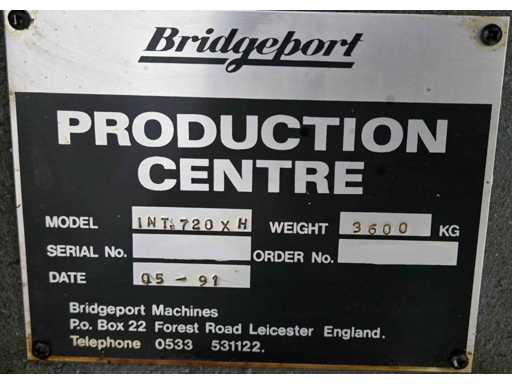 Bridgeport
PRODUCTION
CENTRE
MODEL INT. 720 X H WEIGHT 3600 KG
SERIAL No. ORDER No.
DATE 05-91
Bridgeport Machines
P.o. Box 22 Forest Road Leicester England.
Telephone 0533 531122.